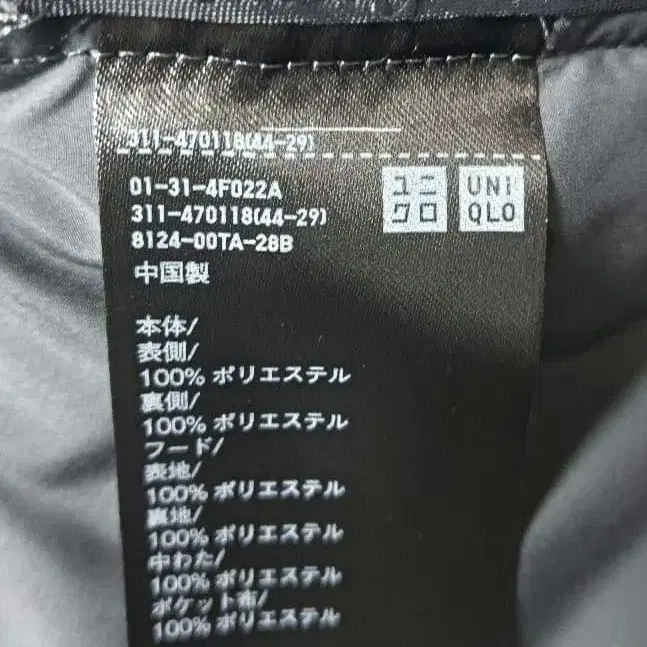 311-470118(44-29)
01-31-4F022A
311-470118(44-29)
8124-00TA-28B
中国製
ユニ
クロ
UNI
QLO
本体/
表側/
100% ポリエステル
裏側/
100% ポリエステル
フード/
表地/
100% ポリエステル
裏地/
100% ポリエステル
中わた/
100% ポリエステル
ポケット布/
100% ポリエステル